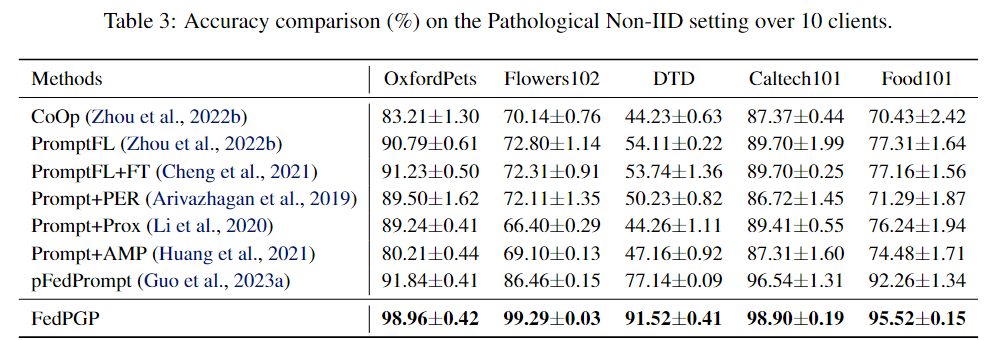 Table 3: Accuracy comparison (%) on the Pathological Non-IID setting over 10 clients.
Methods OxfordPets Flowers102 DTD Caltech101 Food101
CoOp (Zhou et al., 2022b) 83.21±1.30 70.14±0.76 44.23±0.63 87.37±0.44 70.43±2.42
PromptFL (Zhou et al., 2022b) 90.79±0.61 72.80±1.14 54.11±0.22 89.70±1.99 77.31±1.64
PromptFL+FT (Cheng et al., 2021) 91.23±0.50 72.31±0.91 53.74±1.36 89.70±0.25 77.16±1.56
Prompt+PER (Arivazhagan et al., 2019) 89.50±1.62 72.11±1.35 50.23±0.82 86.72±1.45 71.29±1.87
Prompt+Prox (Li et al., 2020) 89.24±0.41 66.40±0.29 44.26±1.11 89.41±0.55 76.24±1.94
Prompt+AMP (Huang et al., 2021) 80.21±0.44 69.10±0.13 47.16±0.92 87.31±1.60 74.48±1.71
pFedPrompt (Guo et al., 2023a) 91.84±0.41 86.46±0.15 77.14±0.09 96.54±1.31 92.26±1.34
FedPGP 98.96±0.42 99.29±0.03 91.52±0.41 98.90±0.19 95.52±0.15